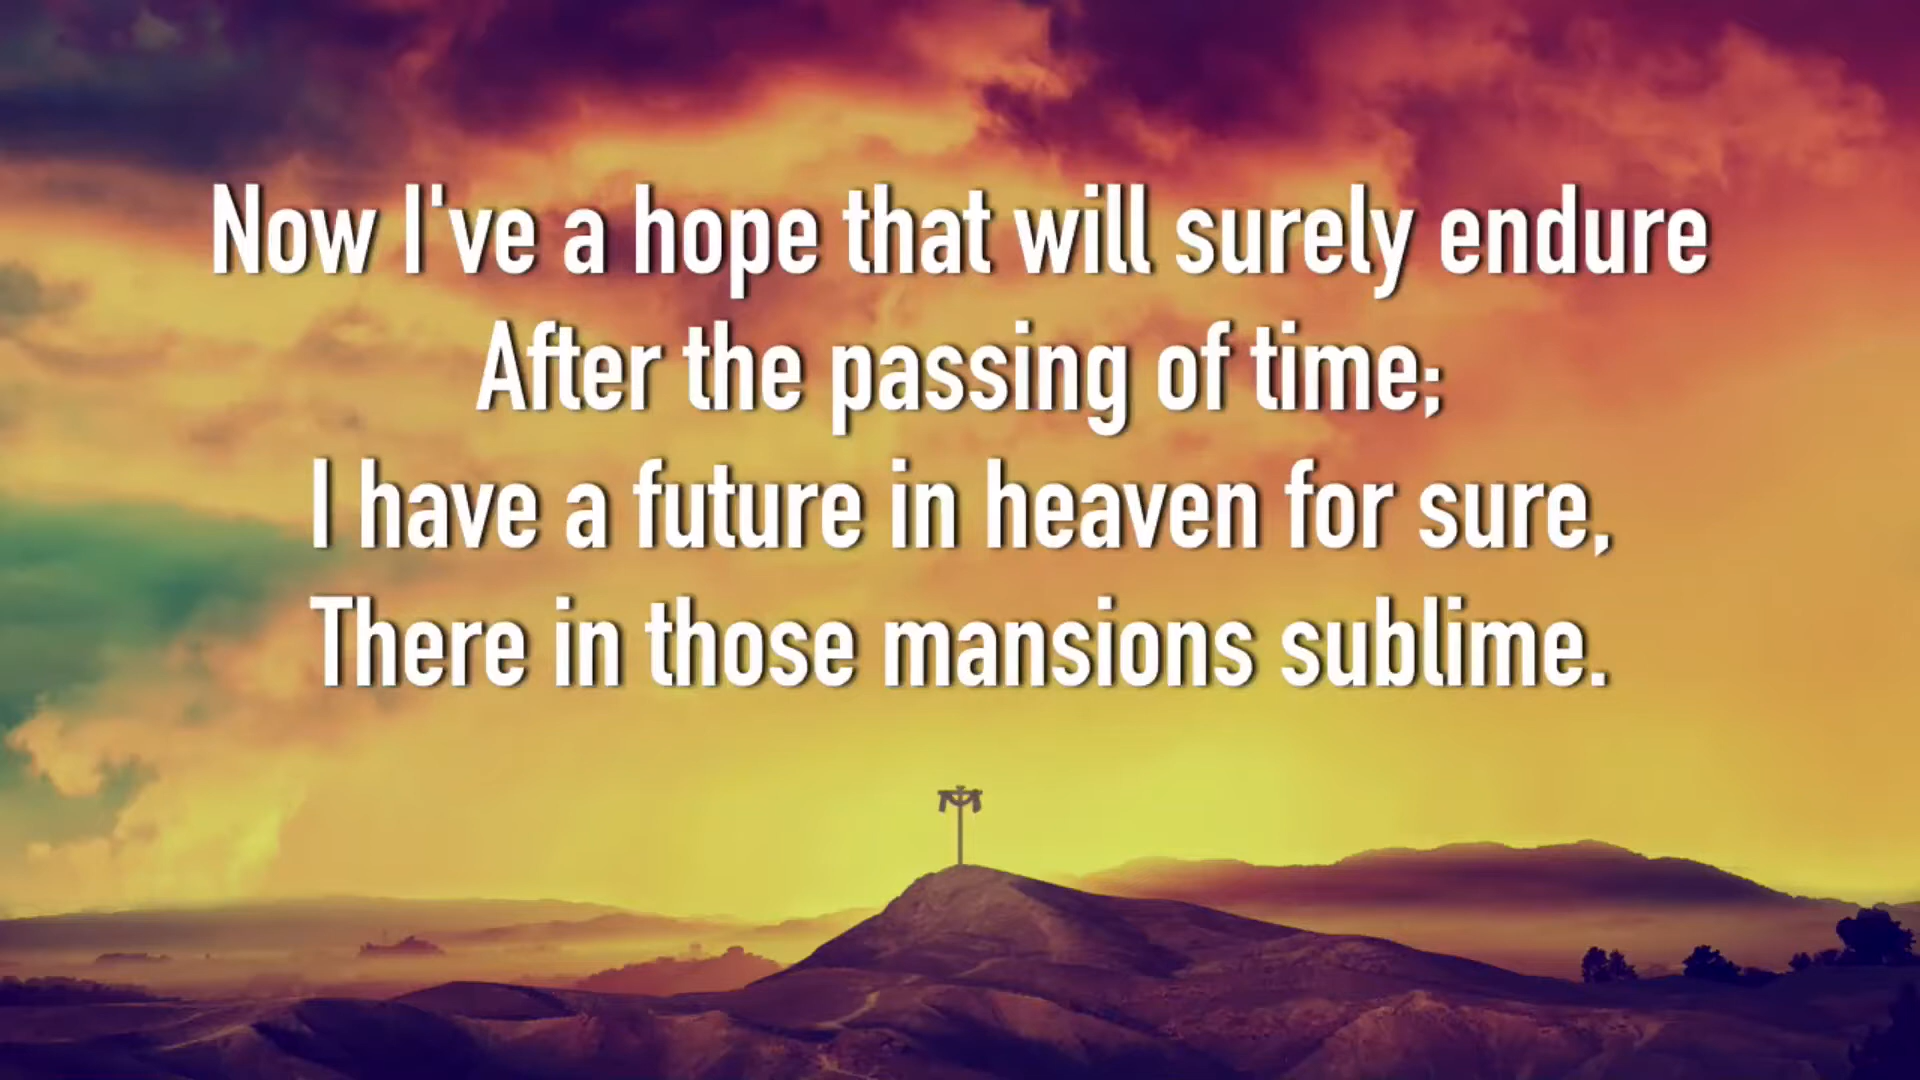 Now I've a hope that will surely endure
After the passing of time;
I have a future in heaven for sure,
There in those mansions sublime.